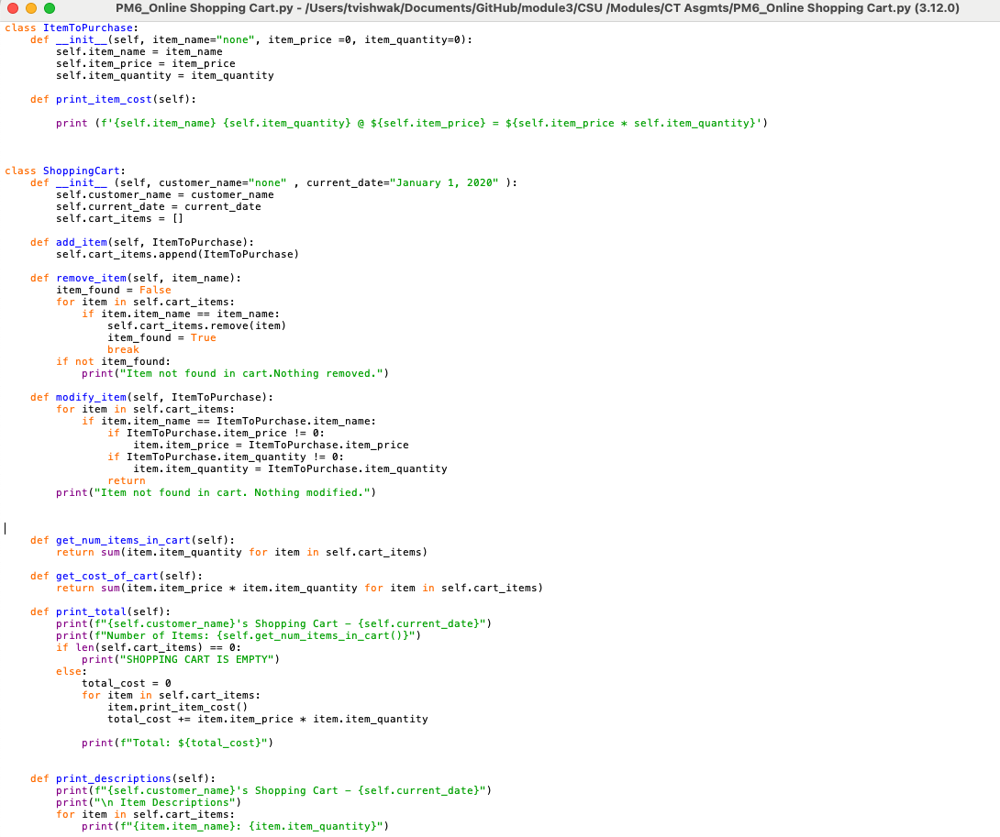 PM6_Online Shopping Cart.py - /Users/tvishwak/Documents/GitHub/module3/CSU /Modules/CT Asgmts/PM6_Online Shopping Cart.py (3.12.0)
class ItemToPurchase:
    def __init__(self, item_name="none", item_price =0, item_quantity=0):
        self.item_name = item_name
        self.item_price = item_price
        self.item_quantity = item_quantity

    def print_item_cost(self):

        print (f'{self.item_name} {self.item_quantity} @ ${self.item_price} = ${self.item_price * self.item_quantity}')



class ShoppingCart:
    def __init__ (self, customer_name="none" , current_date="January 1, 2020" ):
        self.customer_name = customer_name
        self.current_date = current_date
        self.cart_items = []

    def add_item(self, ItemToPurchase):
        self.cart_items.append(ItemToPurchase)

    def remove_item(self, item_name):
        item_found = False
        for item in self.cart_items:
            if item.item_name == item_name:
                self.cart_items.remove(item)
                item_found = True
                break
        if not item_found:
            print("Item not found in cart.Nothing removed.")

    def modify_item(self, ItemToPurchase):
        for item in self.cart_items:
            if item.item_name == ItemToPurchase.item_name:
                if ItemToPurchase.item_price != 0:
                    item.item_price = ItemToPurchase.item_price
                if ItemToPurchase.item_quantity != 0:
                    item.item_quantity = ItemToPurchase.item_quantity
                return
        print("Item not found in cart. Nothing modified.")



    def get_num_items_in_cart(self):
        return sum(item.item_quantity for item in self.cart_items)

    def get_cost_of_cart(self):
        return sum(item.item_price * item.item_quantity for item in self.cart_items)

    def print_total(self):
        print(f"{self.customer_name}'s Shopping Cart – {self.current_date}")
        print(f"Number of Items: {self.get_num_items_in_cart()}")
        if len(self.cart_items) == 0:
            print("SHOPPING CART IS EMPTY")
        else:
            total_cost = 0
            for item in self.cart_items:
                item.print_item_cost()
                total_cost += item.item_price * item.item_quantity

            print(f"Total: ${total_cost}")


    def print_descriptions(self):
        print(f"{self.customer_name}'s Shopping Cart – {self.current_date}")
        print("\n Item Descriptions")
        for item in self.cart_items:
            print(f"{item.item_name}: {item.item_quantity}")